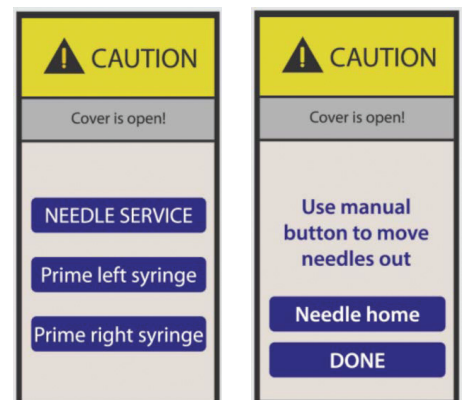 CAUTION
Cover is open!
NEEDLE SERVICE
Prime left syringe
Prime right syringe
CAUTION
Cover is open!
Use manual
button to move
needles out
Needle home
DONE